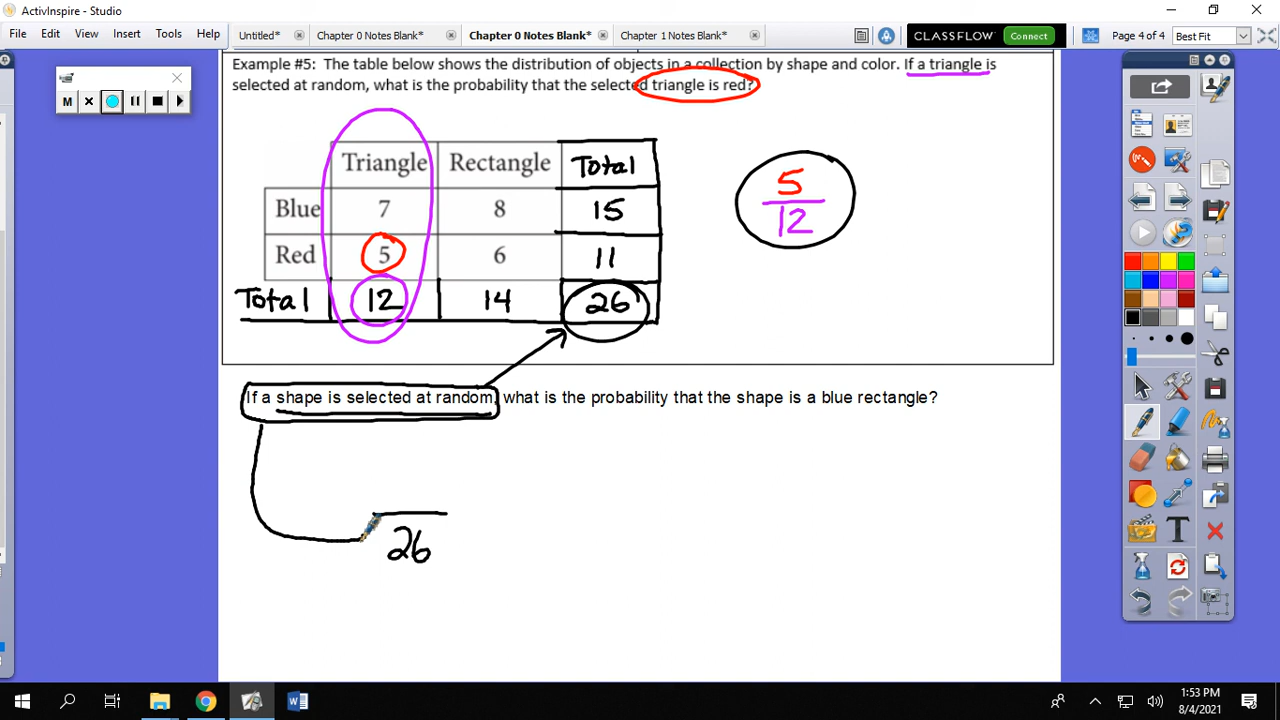 ActivInspire - Studio
File Edit View Insert Tools Help Untitled* Chapter 0 Notes Blank* Chapter 0 Notes Blank* Chapter 1 Notes Blank* CLASSFLOW Connect Page 4 of 4 Best Fit
M
Example #5: The table below shows the distribution of objects in a collection by shape and color. If a triangle is
selected at random, what is the probability that the selected triangle is red?
Triangle Rectangle Total
Blue 7 8 15
Red 5 6 11
Total 12 14 26
5
12
If a shape is selected at random, what is the probability that the shape is a blue rectangle?
26
T
W
1:53 PM
8/4/2021